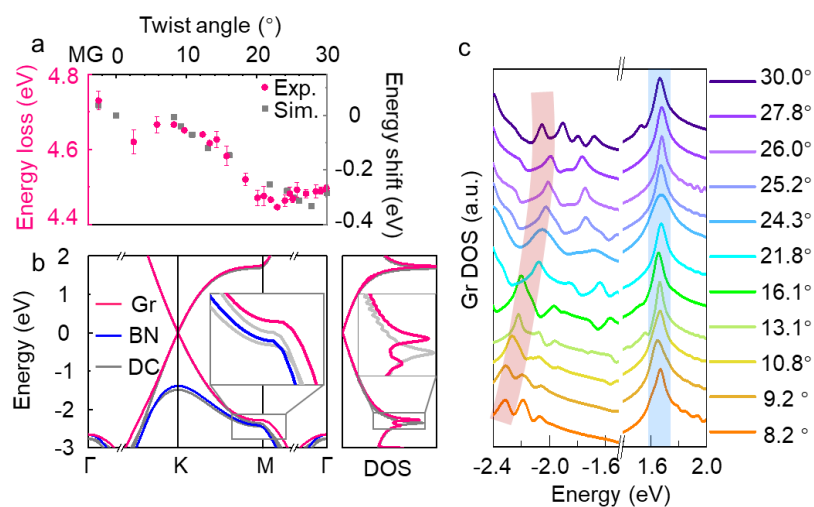 a
Twist angle (°)
MG 0 10 20 30
4.8
4.6
4.4
Energy loss (eV)
Exp.
Sim.
0
-0.2
-0.4
Energy shift (eV)
b
2
1
0
-1
-2
-3
Energy (eV)
Gr
BN
DC
Γ K M Γ
DOS
c
Gr DOS (a.u.)
30.0°
27.8°
26.0°
25.2°
24.3°
21.8°
16.1°
13.1°
10.8°
9.2 °
8.2°
-2.4 -2.0 -1.6 1.6 2.0
Energy (eV)